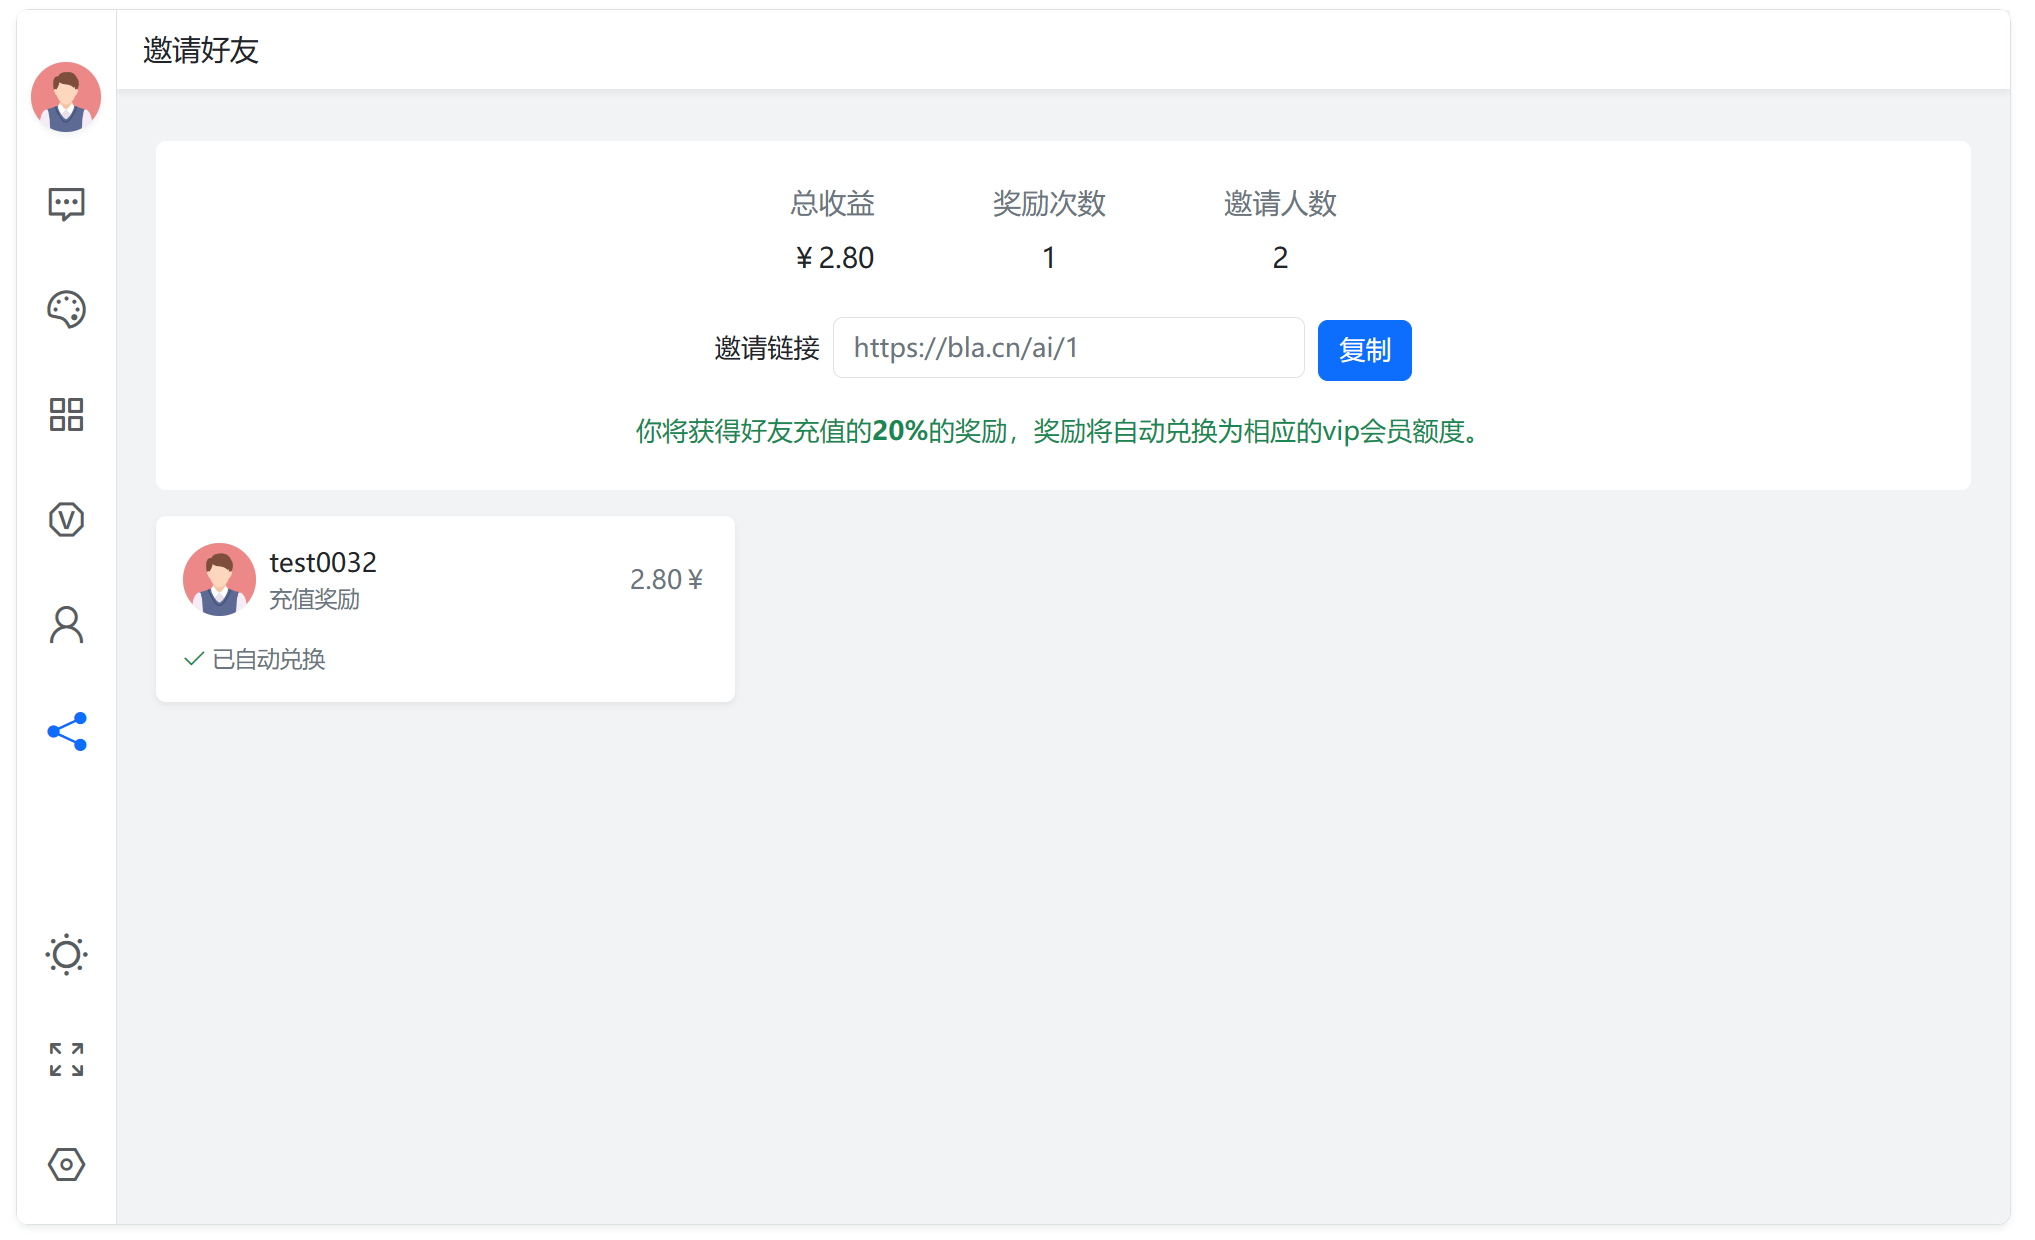 邀请好友
总收益 奖励次数 邀请人数
¥ 2.80 1 2
邀请链接 https://bla.cn/ai/1 复制
你将获得好友充值的20%的奖励，奖励将自动兑换为相应的vip会员额度。
test0032
充值奖励
2.80 ¥
已自动兑换